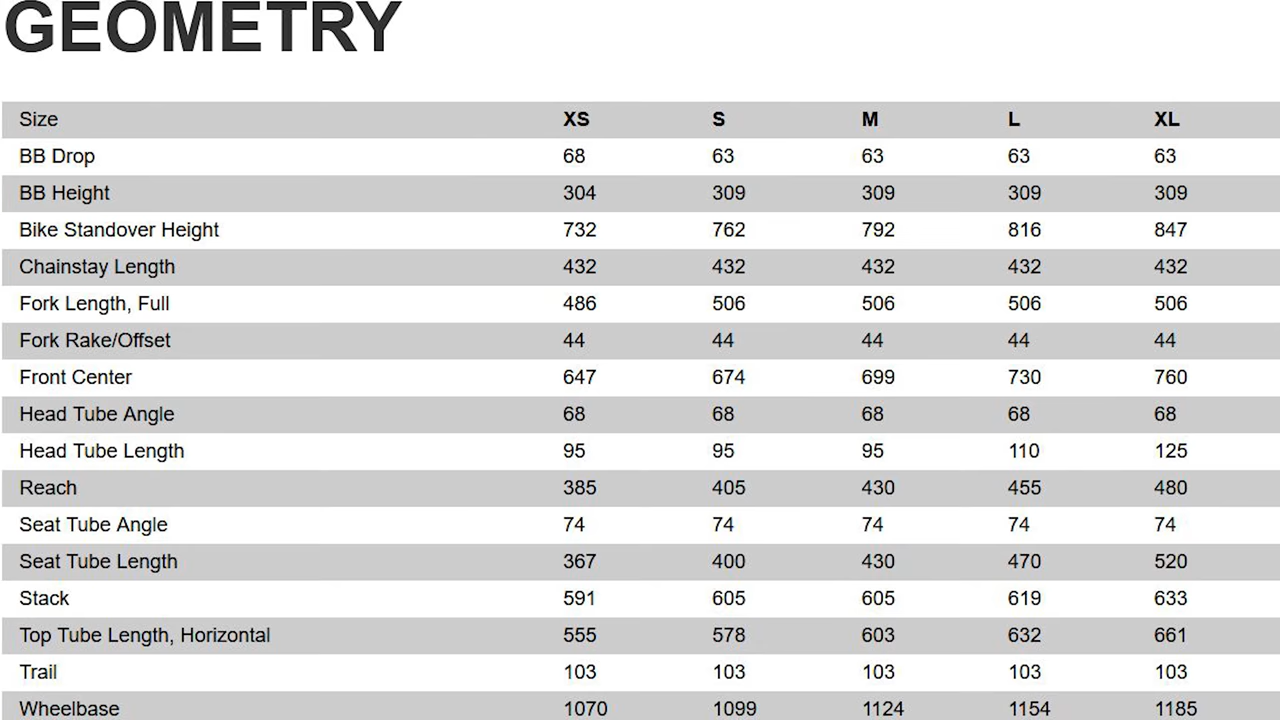 GEOMETRY
Size XS S M L XL
BB Drop 68 63 63 63 63
BB Height 304 309 309 309 309
Bike Standover Height 732 762 792 816 847
Chainstay Length 432 432 432 432 432
Fork Length, Full 486 506 506 506 506
Fork Rake/Offset 44 44 44 44 44
Front Center 647 674 699 730 760
Head Tube Angle 68 68 68 68 68
Head Tube Length 95 95 95 110 125
Reach 385 405 430 455 480
Seat Tube Angle 74 74 74 74 74
Seat Tube Length 367 400 430 470 520
Stack 591 605 605 619 633
Top Tube Length, Horizontal 555 578 603 632 661
Trail 103 103 103 103 103
Wheelbase 1070 1099 1124 1154 1185